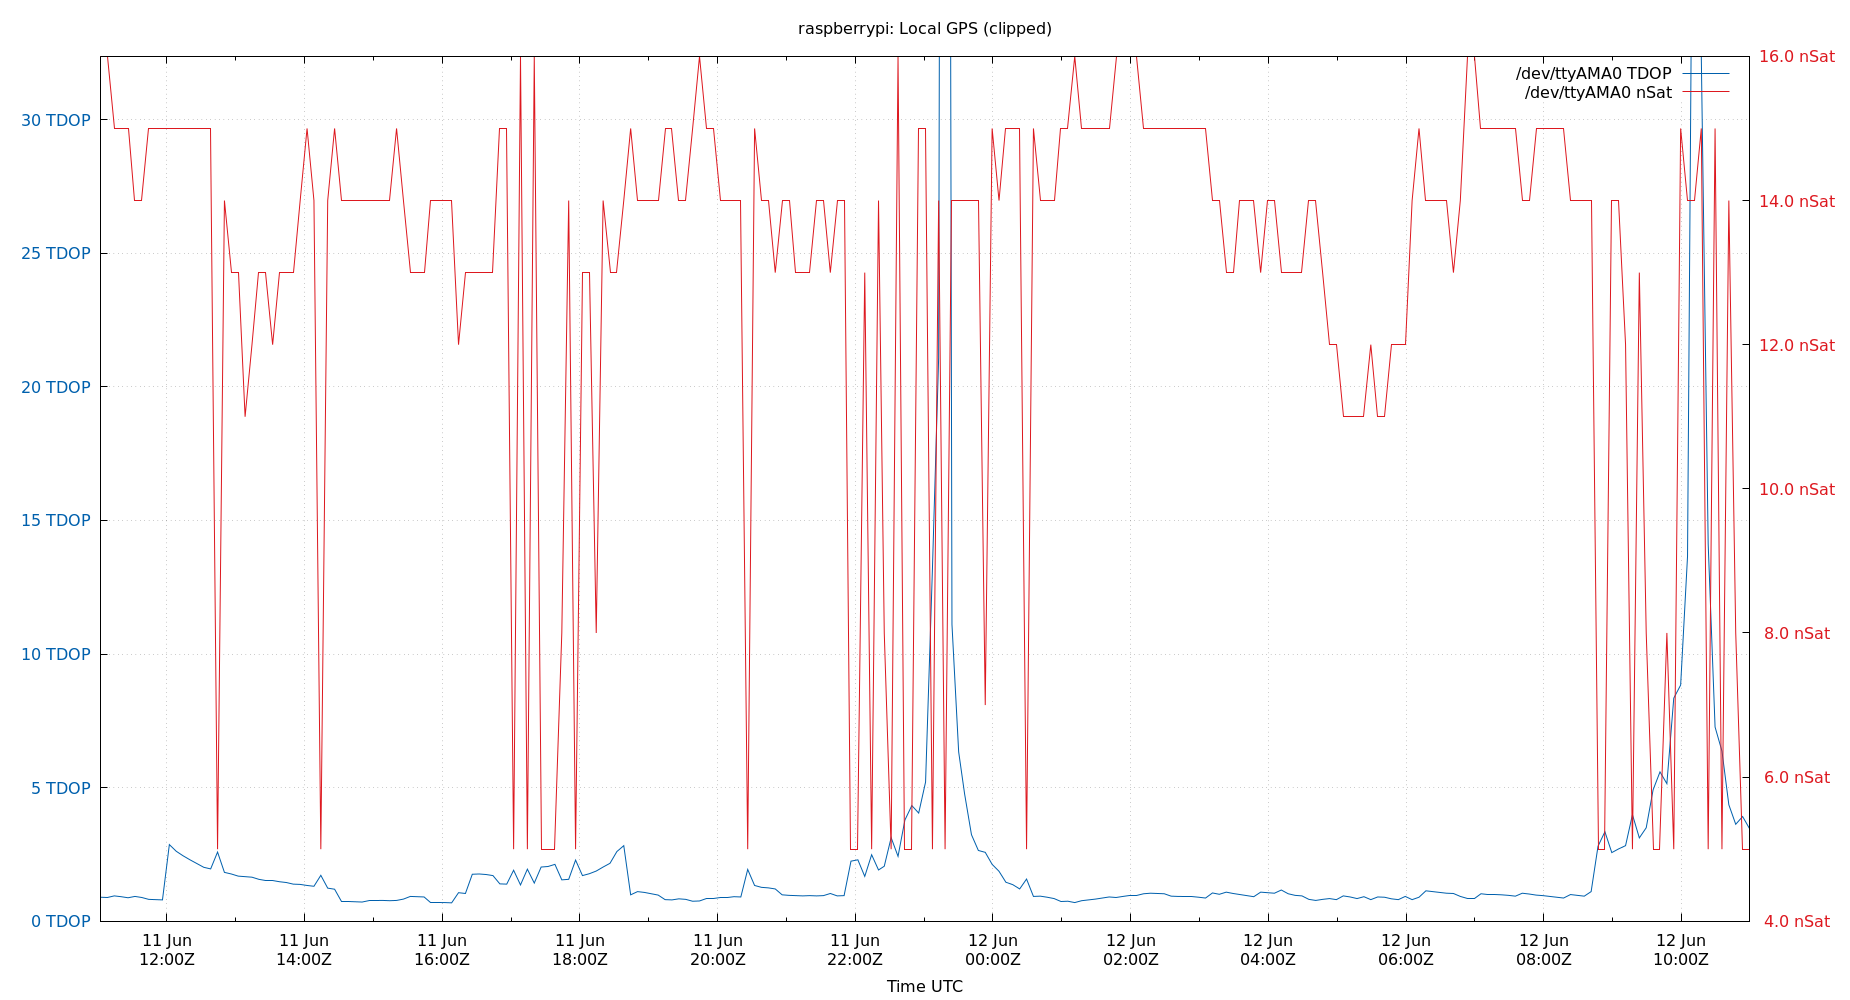 raspberrypi: Local GPS (clipped)
/dev/ttyAMA0 TDOP
/dev/ttyAMA0 nSat
30 TDOP
25 TDOP
20 TDOP
15 TDOP
10 TDOP
5 TDOP
0 TDOP
16.0 nSat
14.0 nSat
12.0 nSat
10.0 nSat
8.0 nSat
6.0 nSat
4.0 nSat
11 Jun
12:00Z
11 Jun
14:00Z
11 Jun
16:00Z
11 Jun
18:00Z
11 Jun
20:00Z
11 Jun
22:00Z
12 Jun
00:00Z
12 Jun
02:00Z
12 Jun
04:00Z
12 Jun
06:00Z
12 Jun
08:00Z
12 Jun
10:00Z
Time UTC